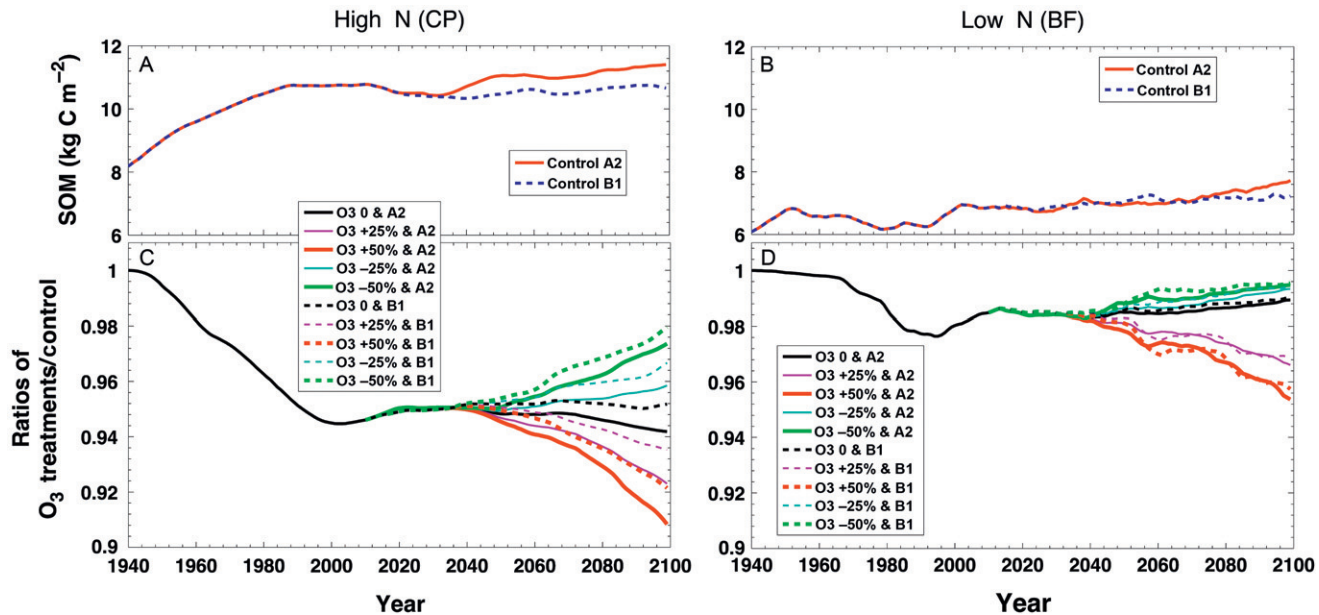 High N (CP)
Low N (BF)
SOM (kg C m−2)
12
10
8
6
A
Control A2
Control B1
12
10
8
6
B
Control A2
Control B1
Ratios of
O3 treatments/control
1
0.98
0.96
0.94
0.92
0.9
C
O3 0 & A2
O3 +25% & A2
O3 +50% & A2
O3 −25% & A2
O3 −50% & A2
O3 0 & B1
O3 +25% & B1
O3 +50% & B1
O3 −25% & B1
O3 −50% & B1
1940 1960 1980 2000 2020 2040 2060 2080 2100
Year
1
0.98
0.96
0.94
0.92
0.9
D
O3 0 & A2
O3 +25% & A2
O3 +50% & A2
O3 −25% & A2
O3 −50% & A2
O3 0 & B1
O3 +25% & B1
O3 +50% & B1
O3 −25% & B1
O3 −50% & B1
1940 1960 1980 2000 2020 2040 2060 2080 2100
Year